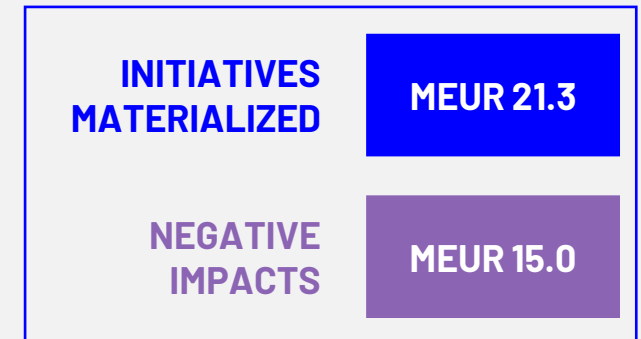 INITIATIVES
MATERIALIZED
MEUR 21.3
NEGATIVE
IMPACTS
MEUR 15.0